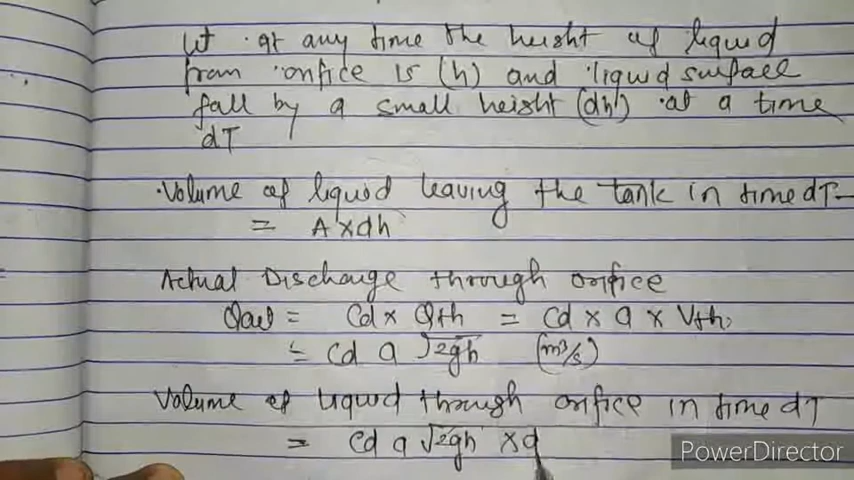 Let at any time the height of liquid
from orifice is (h) and liquid surface
fall by a small height (dh) at a time
dT
Volume of liquid leaving the tank in time dT
= A×dh
Actual Discharge through orifice
Qact = Cd × Qth = Cd × a × Vth
= Cd a √2gh (m³/s)
Volume of liquid through orifice in time dT
= Cd a √2gh × d
PowerDirector